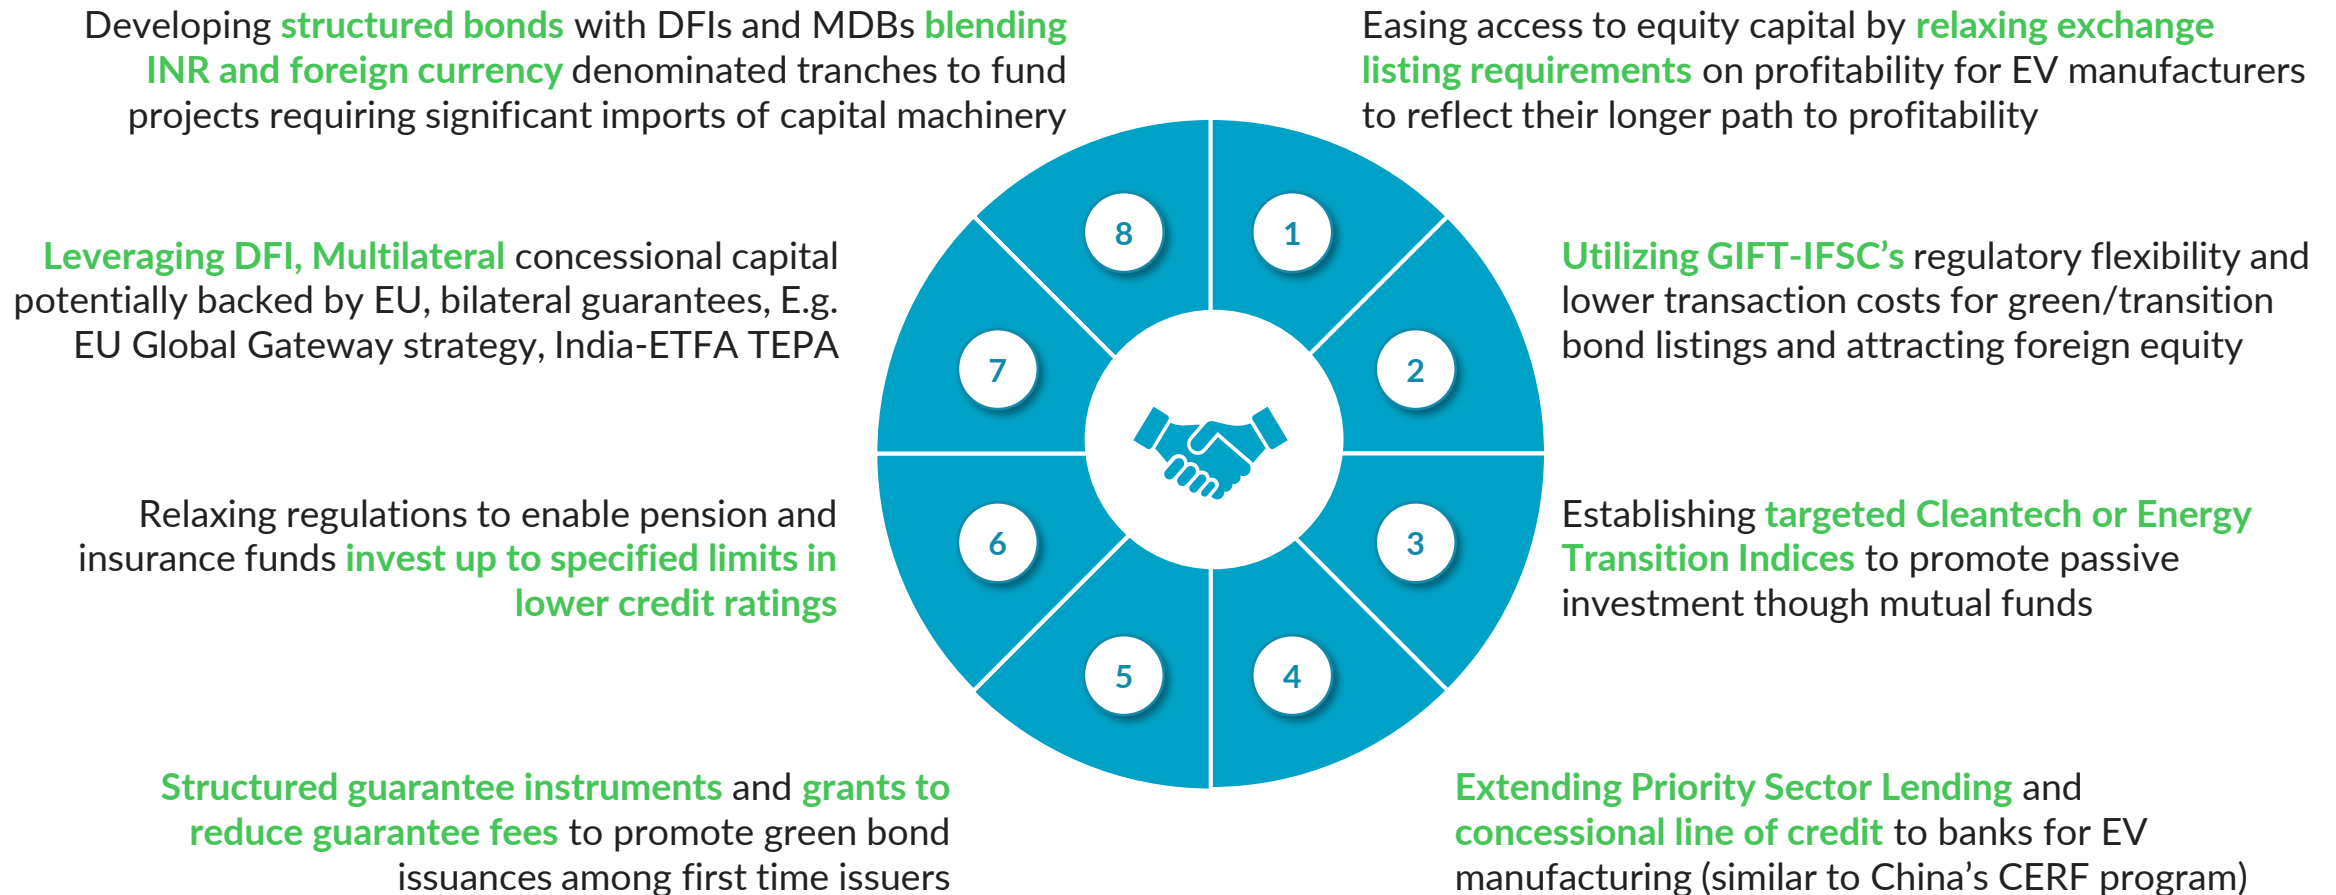 Developing structured bonds with DFIs and MDBs blending
INR and foreign currency denominated tranches to fund
projects requiring significant imports of capital machinery
Easing access to equity capital by relaxing exchange
listing requirements on profitability for EV manufacturers
to reflect their longer path to profitability
8
1
Leveraging DFI, Multilateral concessional capital
potentially backed by EU, bilateral guarantees, E.g.
EU Global Gateway strategy, India-ETFA TEPA
Utilizing GIFT-IFSC’s regulatory flexibility and
lower transaction costs for green/transition
bond listings and attracting foreign equity
7
2
Relaxing regulations to enable pension and
insurance funds invest up to specified limits in
lower credit ratings
6
3
Establishing targeted Cleantech or Energy
Transition Indices to promote passive
investment though mutual funds
5
4
Structured guarantee instruments and grants to
reduce guarantee fees to promote green bond
issuances among first time issuers
Extending Priority Sector Lending and
concessional line of credit to banks for EV
manufacturing (similar to China’s CERF program)